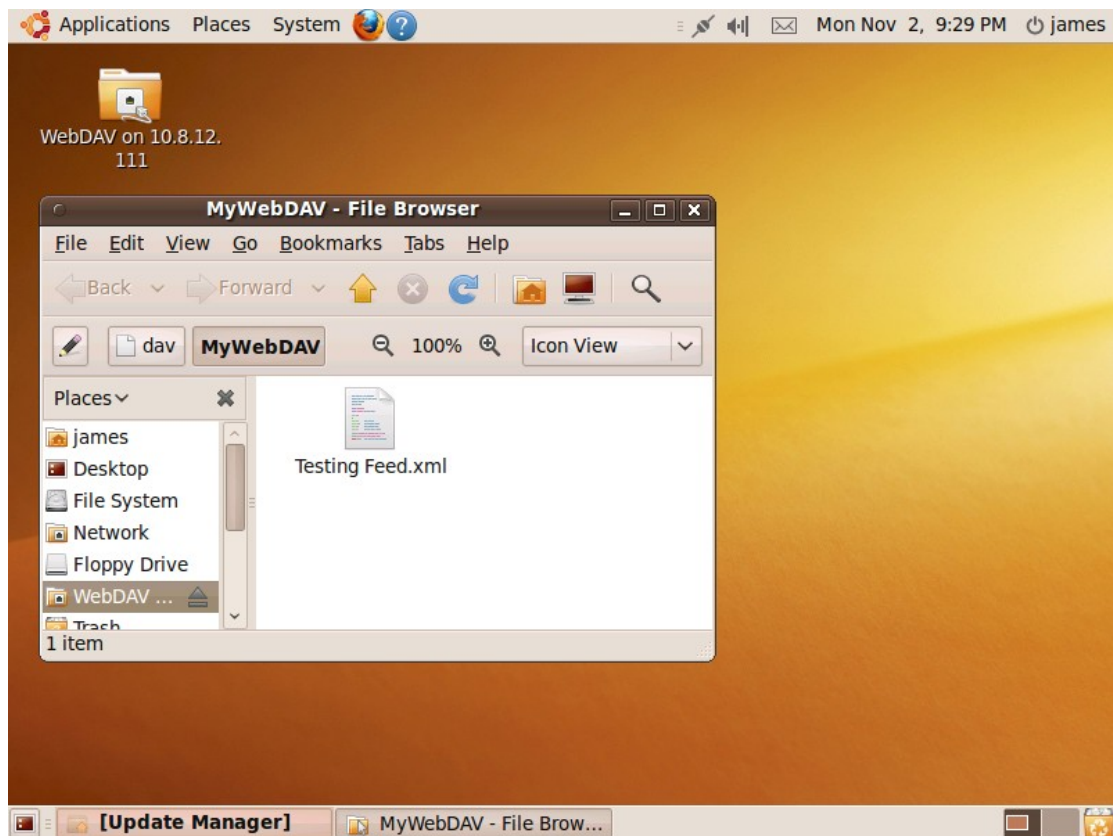 Applications Places System Mon Nov 2, 9:29 PM james
WebDAV on 10.8.12.
111
MyWebDAV - File Browser
File Edit View Go Bookmarks Tabs Help
Back Forward
dav MyWebDAV 100% Icon View
Places
james
Desktop
File System
Network
Floppy Drive
WebDAV ...
Trash
Testing Feed.xml
1 item
[Update Manager] MyWebDAV - File Brow...